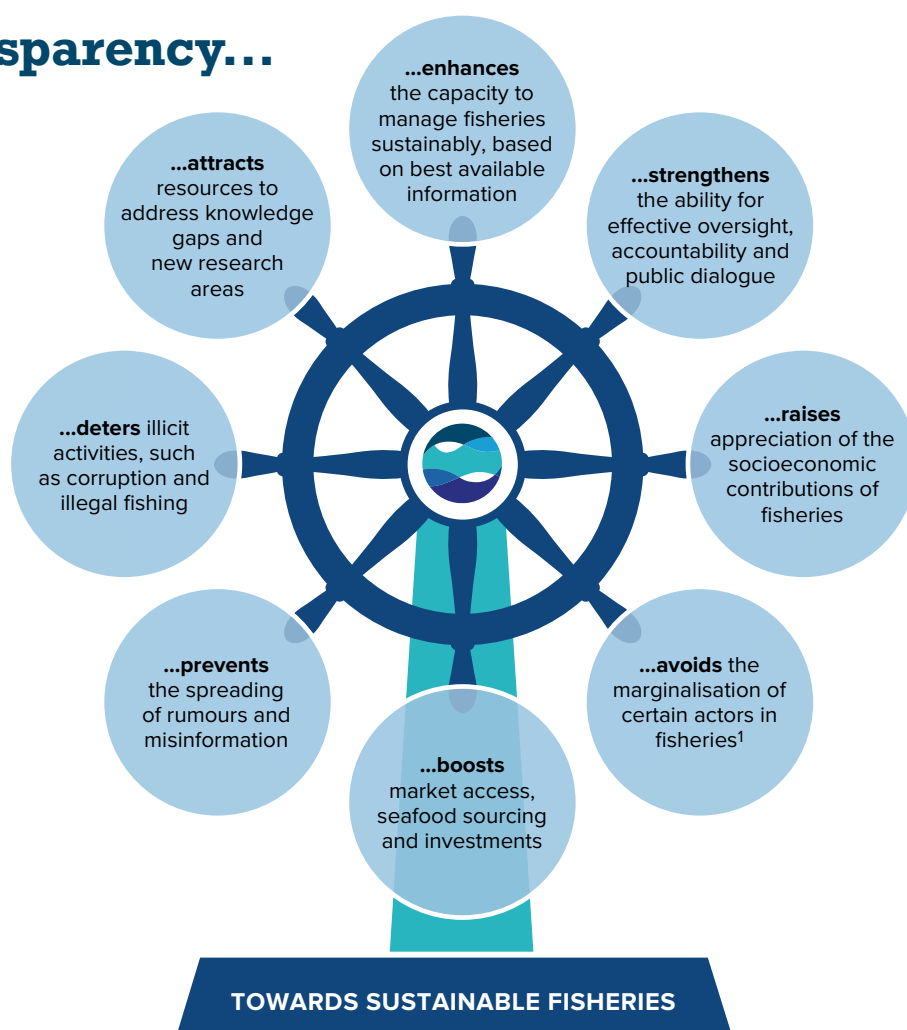 sparency...
...enhances
the capacity to
manage fisheries
sustainably, based
on best available
information
...strengthens
the ability for
effective oversight,
accountability and
public dialogue
...raises
appreciation of the
socioeconomic
contributions of
fisheries
...avoids the
marginalisation of
certain actors in
fisheries¹
...boosts
market access,
seafood sourcing
and investments
...prevents
the spreading
of rumours and
misinformation
...deters illicit
activities, such
as corruption and
illegal fishing
...attracts
resources to
address knowledge
gaps and
new research
areas
TOWARDS SUSTAINABLE FISHERIES